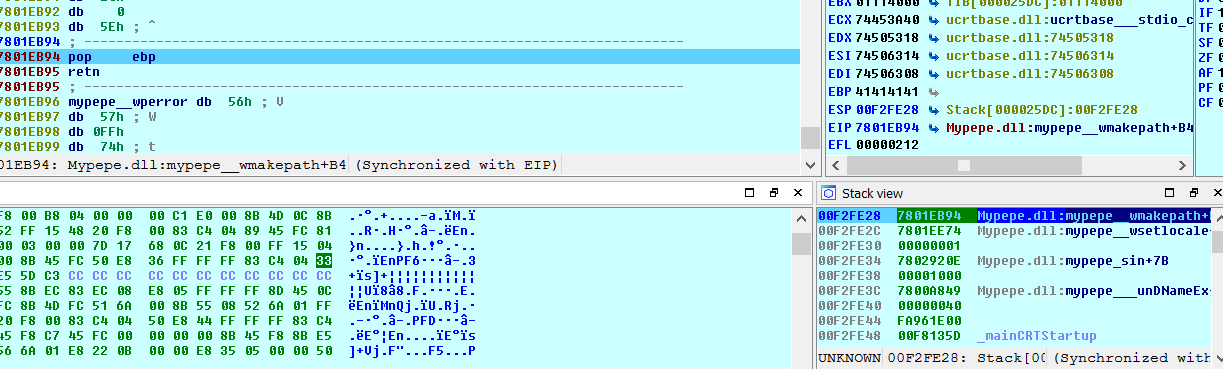 7801EB92 db 0
7801EB93 db 5Eh ; ^
7801EB94 ; ---------------------------------------------------------------------------
7801EB94 pop ebp
7801EB95 retn
7801EB95 ; ---------------------------------------------------------------------------
7801EB96 mypepe__wperror db 56h ; V
7801EB97 db 57h ; W
7801EB98 db 0FFh
7801EB99 db 74h ; t
01EB94: Mypepe.dll:mypepe__wmakepath+B4 (Synchronized with EIP)
EBX 01114000 TIB[000025DC]:01114000
ECX 74453A40 ucrtbase.dll:ucrtbase___stdio_c
EDX 74505318 ucrtbase.dll:74505318
ESI 74506314 ucrtbase.dll:74506314
EDI 74506308 ucrtbase.dll:74506308
EBP 41414141
ESP 00F2FE28 Stack[000025DC]:00F2FE28
EIP 7801EB94 Mypepe.dll:mypepe__wmakepath+B4
EFL 00000212
IF 1
TF 0
SF 0
ZF 0
AF 1
PF 0
CF 0
F8 00 B8 04 00 00 00 C1 E0 00 8B 4D 0C 8B
52 FF 15 48 20 F8 00 83 C4 04 89 45 FC 81
00 03 00 00 7D 17 68 0C 21 F8 00 FF 15 04
00 8B 45 FC 50 E8 36 FF FF FF 83 C4 04 33
E5 5D C3 CC CC CC CC CC CC CC CC CC CC CC
55 8B EC 83 EC 08 E8 05 FF FF FF 8D 45 0C
FC 8B 4D FC 51 6A 00 8B 55 08 52 6A 01 FF
20 F8 00 83 C4 04 50 E8 44 FF FF FF 83 C4
45 F8 C7 45 FC 00 00 00 00 8B 45 F8 8B E5
56 6A 01 E8 22 0B 00 00 E8 35 05 00 00 50
Stack view
00F2FE28 7801EB94 Mypepe.dll:mypepe__wmakepath+
00F2FE2C 7801EE74 Mypepe.dll:mypepe__wsetlocale
00F2FE30 00000001
00F2FE34 7802920E Mypepe.dll:mypepe_sin+7B
00F2FE38 00001000
00F2FE3C 7800A849 Mypepe.dll:mypepe___unDNameEx
00F2FE40 00000040
00F2FE44 FA961E00
00F2FE48 00F8135D _mainCRTStartup
UNKNOWN 00F2FE28: Stack[00 (Synchronized with